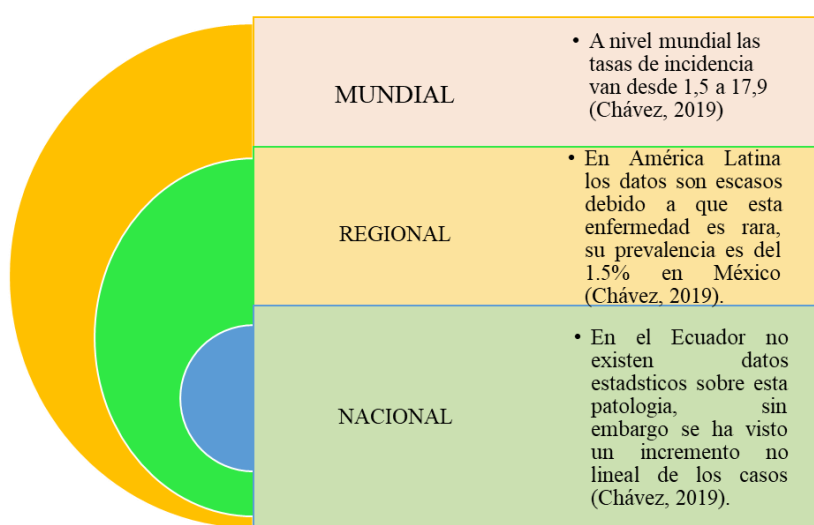 MUNDIAL
• A nivel mundial las
tasas de incidencia
van desde 1,5 a 17,9
(Chávez, 2019)
REGIONAL
• En América Latina
los datos son escasos
debido a que esta
enfermedad es rara,
su prevalencia es del
1.5% en México
(Chávez, 2019).
NACIONAL
• En el Ecuador no
existen datos
estadsticos sobre esta
patologia, sin
embargo se ha visto
un incremento no
lineal de los casos
(Chávez, 2019).